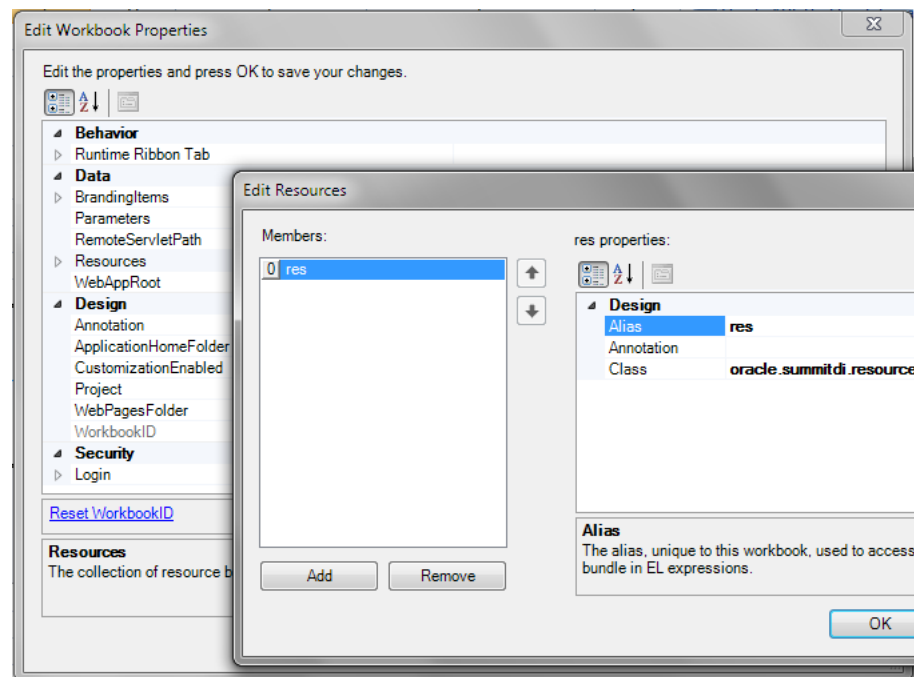 Edit Workbook Properties
Edit the properties and press OK to save your changes.
Behavior
Runtime Ribbon Tab
Data
BrandingItems
Parameters
RemoteServletPath
Resources
WebAppRoot
Design
Annotation
ApplicationHomeFolder
CustomizationEnabled
Project
WebPagesFolder
WorkbookID
Security
Login
Reset WorkbookID
Resources
The collection of resource b
Edit Resources
Members:
0 res
Add Remove
res properties:
Design
Alias res
Annotation
Class oracle.summitdi.resource
Alias
The alias, unique to this workbook, used to access
bundle in EL expressions.
OK